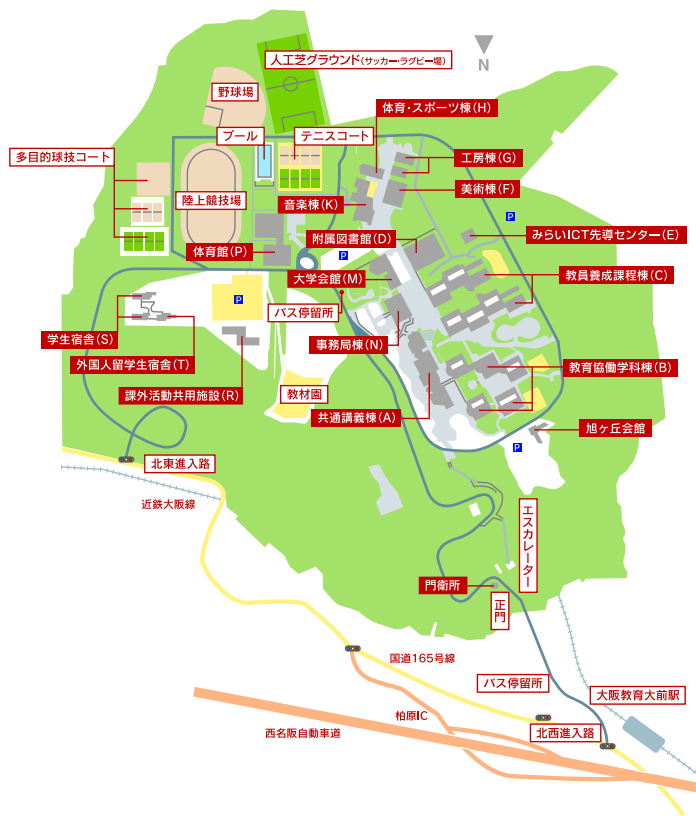 人工芝グラウンド(サッカー・ラグビー場)
N
野球場
体育・スポーツ棟(H)
プール
テニスコート
多目的球技コート
工房棟(G)
美術棟(F)
陸上競技場
音楽棟(K)
P
みらいICT先導センター(E)
附属図書館(D)
体育館(P)
P
大学会館(M)
教員養成課程棟(C)
P
バス停留所
学生宿舎(S)
事務局棟(N)
外国人留学生宿舎(T)
教育協働学科棟(B)
課外活動共用施設(R)
教材園
共通講義棟(A)
旭ヶ丘会館
P
北東進入路
近鉄大阪線
エスカレーター
門衛所
正門
国道165号線
バス停留所
大阪教育大前駅
柏原IC
西名阪自動車道
北西進入路